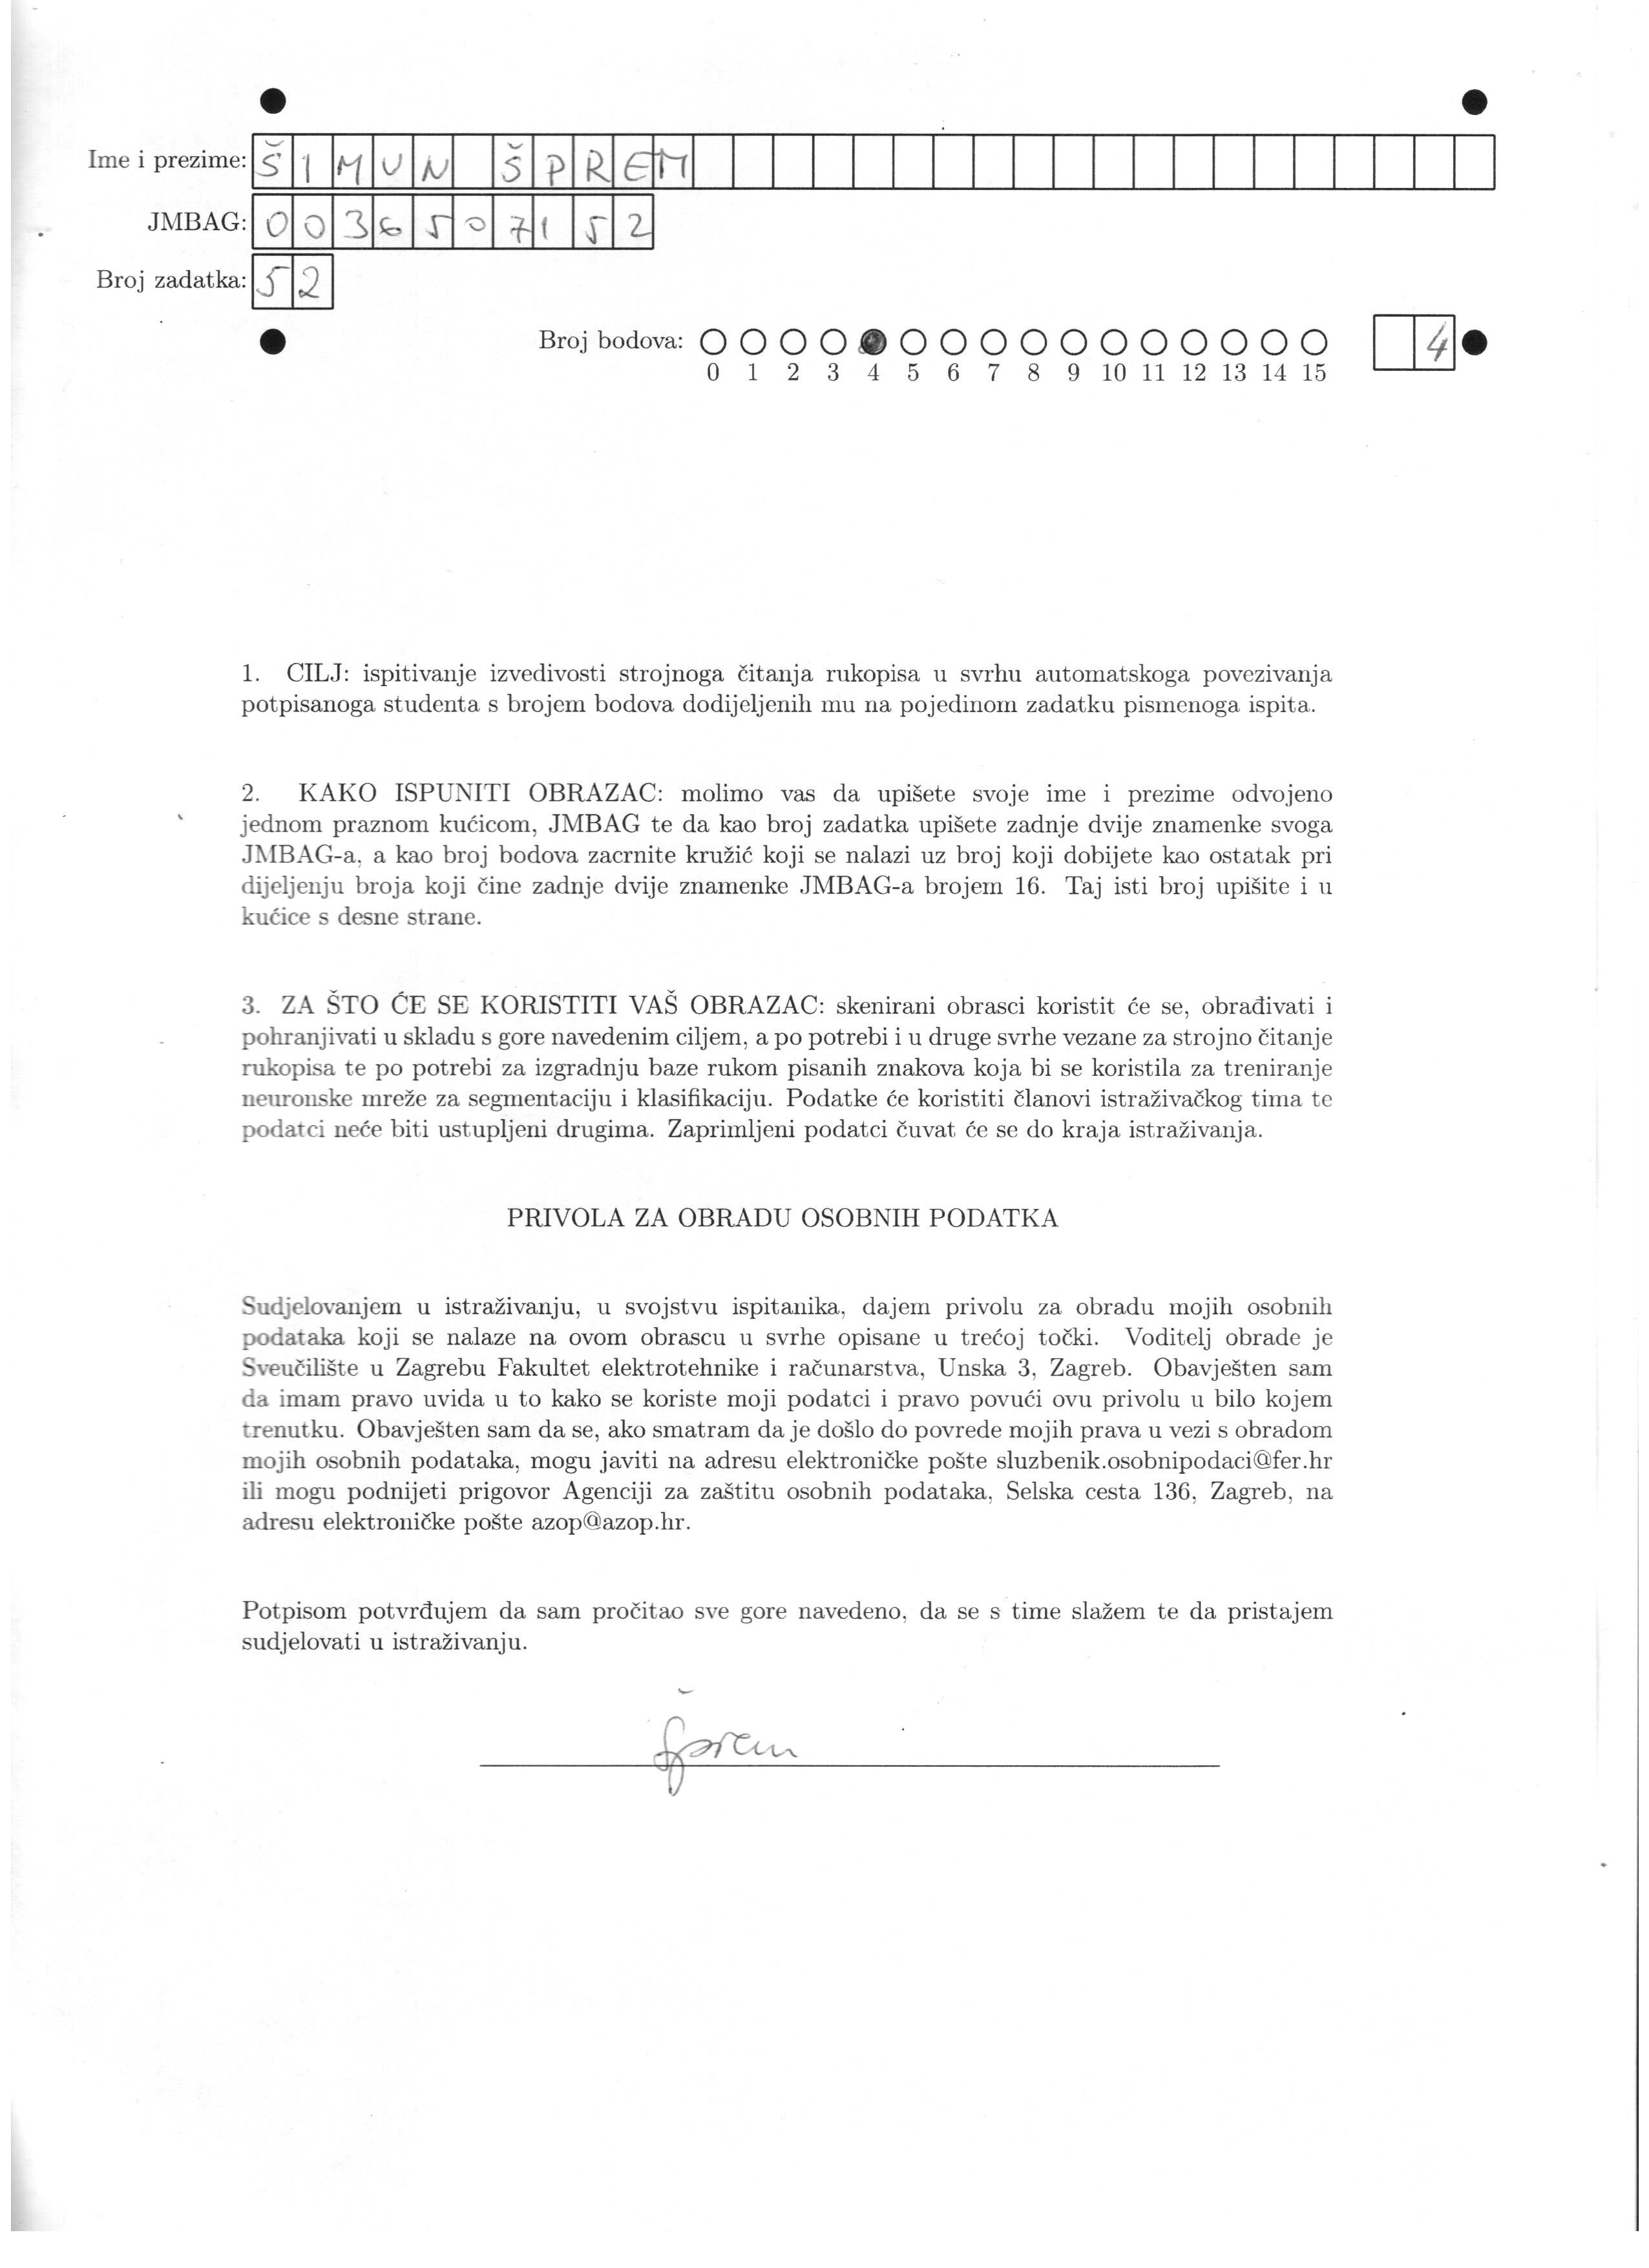 Ime i prezime: ŠIMUN ŠPREM
JMBAG: 0036507152
Broj zadatka: 52
Broj bodova: 4
0 1 2 3 4 5 6 7 8 9 10 11 12 13 14 15
1. CILJ: ispitivanje izvedivosti strojnoga čitanja rukopisa u svrhu automatskoga povezivanja
potpisanoga studenta s brojem bodova dodijeljenih mu na pojedinom zadatku pismenoga ispita.
2. KAKO ISPUNITI OBRAZAC: molimo vas da upišete svoje ime i prezime odvojeno
jednom praznom kućicom, JMBAG te da kao broj zadatka upišete zadnje dvije znamenke svoga
JMBAG-a, a kao broj bodova zacrnite kružić koji se nalazi uz broj koji dobijete kao ostatak pri
dijeljenju broja koji čine zadnje dvije znamenke JMBAG-a brojem 16. Taj isti broj upišite i u
kućice s desne strane.
3. ZA ŠTO ĆE SE KORISTITI VAŠ OBRAZAC: skenirani obrasci koristit će se, obrađivati i
pohranjivati u skladu s gore navedenim ciljem, a po potrebi i u druge svrhe vezane za strojno čitanje
rukopisa te po potrebi za izgradnju baze rukom pisanih znakova koja bi se koristila za treniranje
neuronske mreže za segmentaciju i klasifikaciju. Podatke će koristiti članovi istraživačkog tima te
podatci neće biti ustupljeni drugima. Zaprimljeni podatci čuvat će se do kraja istraživanja.
PRIVOLA ZA OBRADU OSOBNIH PODATKA
Sudjelovanjem u istraživanju, u svojstvu ispitanika, dajem privolu za obradu mojih osobnih
podataka koji se nalaze na ovom obrascu u svrhe opisane u trećoj točki. Voditelj obrade je
Sveučilište u Zagrebu Fakultet elektrotehnike i računarstva, Unska 3, Zagreb. Obavješten sam
da imam pravo uvida u to kako se koriste moji podatci i pravo povući ovu privolu u bilo kojem
trenutku. Obavješten sam da se, ako smatram da je došlo do povrede mojih prava u vezi s obradom
mojih osobnih podataka, mogu javiti na adresu elektroničke pošte sluzbenik.osobnipodaci@fer.hr
ili mogu podnijeti prigovor Agenciji za zaštitu osobnih podataka, Selska cesta 136, Zagreb, na
adresu elektroničke pošte azop@azop.hr.
Potpisom potvrđujem da sam pročitao sve gore navedeno, da se s time slažem te da pristajem
sudjelovati u istraživanju.
Šprem